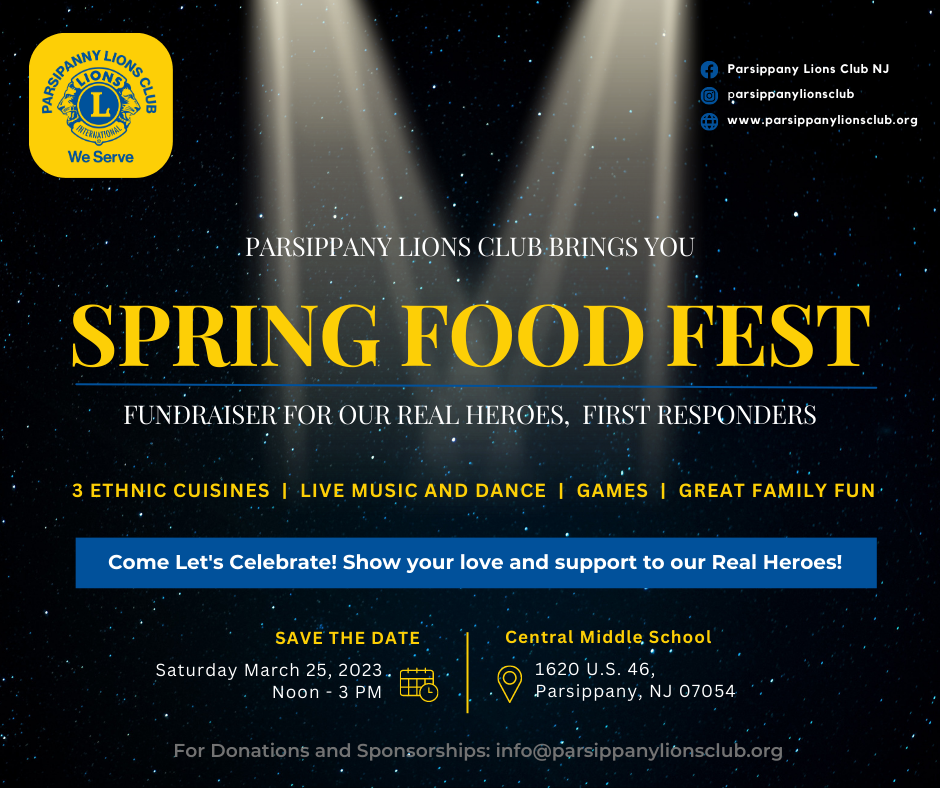 PARSIPANNY LIONS CLUB
LIONS
L
INTERNATIONAL
We Serve
Parsippany Lions Club NJ
parsippanylionsclub
www.parsippanylionsclub.org
PARSIPPANY LIONS CLUB BRINGS YOU
SPRING FOOD FEST
FUNDRAISER FOR OUR REAL HEROES, FIRST RESPONDERS
3 ETHNIC CUISINES | LIVE MUSIC AND DANCE | GAMES | GREAT FAMILY FUN
Come Let's Celebrate! Show your love and support to our Real Heroes!
SAVE THE DATE
Saturday March 25, 2023
Noon - 3 PM
Central Middle School
1620 U.S. 46,
Parsippany, NJ 07054
For Donations and Sponsorships: info@parsippanylionsclub.org